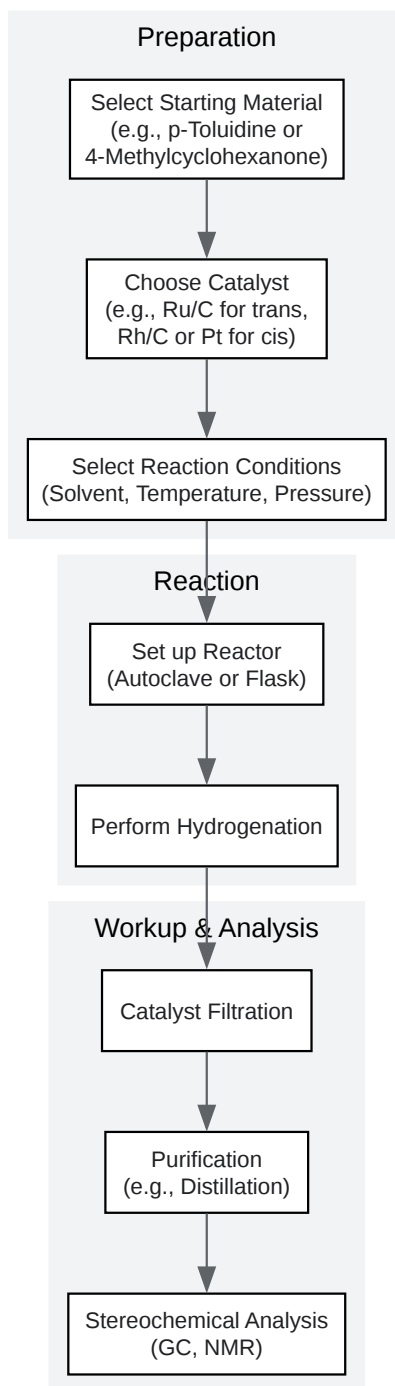 Preparation
Select Starting Material
(e.g., p-Toluidine or
4-Methylcyclohexanone)
Choose Catalyst
(e.g., Ru/C for trans,
Rh/C or Pt for cis)
Select Reaction Conditions
(Solvent, Temperature, Pressure)
Reaction
Set up Reactor
(Autoclave or Flask)
Perform Hydrogenation
Workup & Analysis
Catalyst Filtration
Purification
(e.g., Distillation)
Stereochemical Analysis
(GC, NMR)